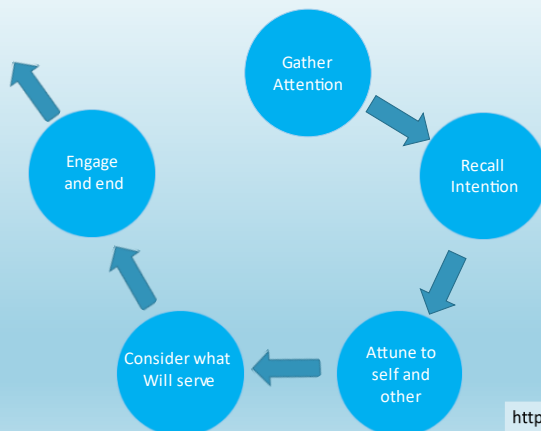 Gather
Attention
Recall
Intention
Attune to
self and
other
Consider what
Will serve
Engage
and end
http